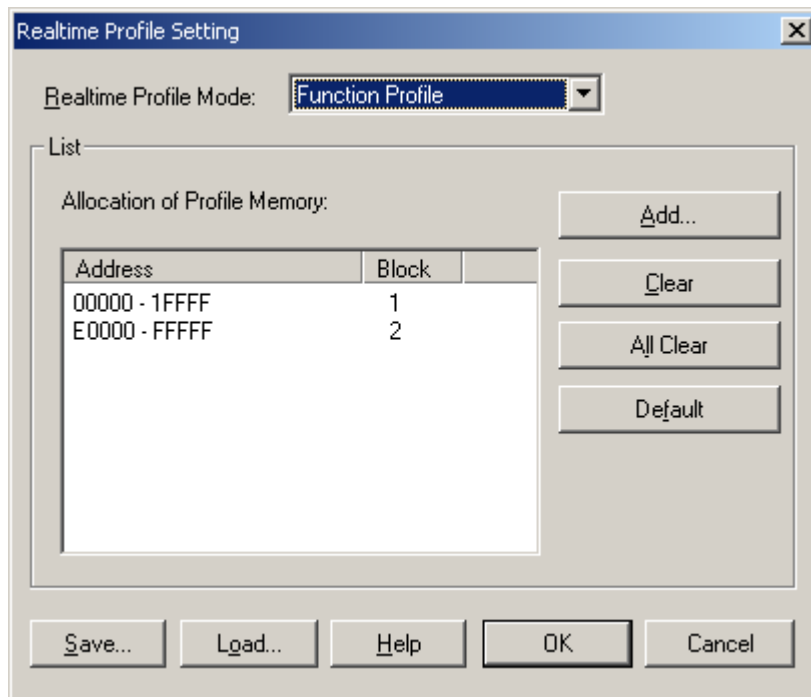 Realtime Profile Setting
Realtime Profile Mode: Function Profile
List
Allocation of Profile Memory:
Add...
Address Block
Clear
00000 - 1FFFF 1
E0000 - FFFFF 2
All Clear
Default
Save... Load... Help OK Cancel